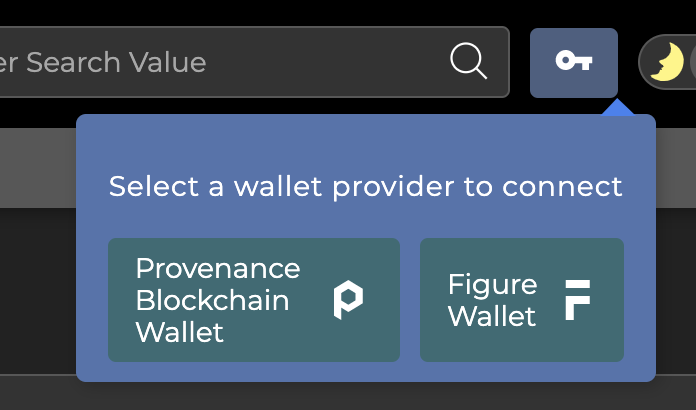 er Search Value
Select a wallet provider to connect
Provenance
Blockchain
Wallet
Figure
Wallet